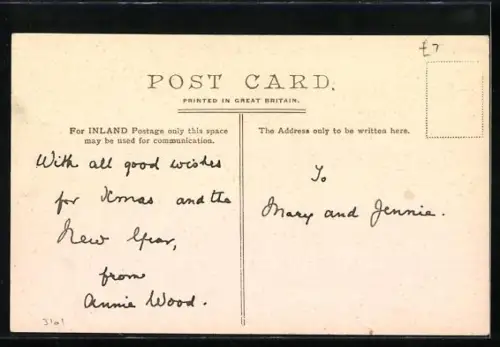 £7
POST CARD.
PRINTED IN GREAT BRITAIN.
For INLAND Postage only this space
may be used for communication.
The Address only to be written here.
With all good wishes
for Xmas and the
New Year,
from
Annie Wood.
To
Mary and Jennie.
3161